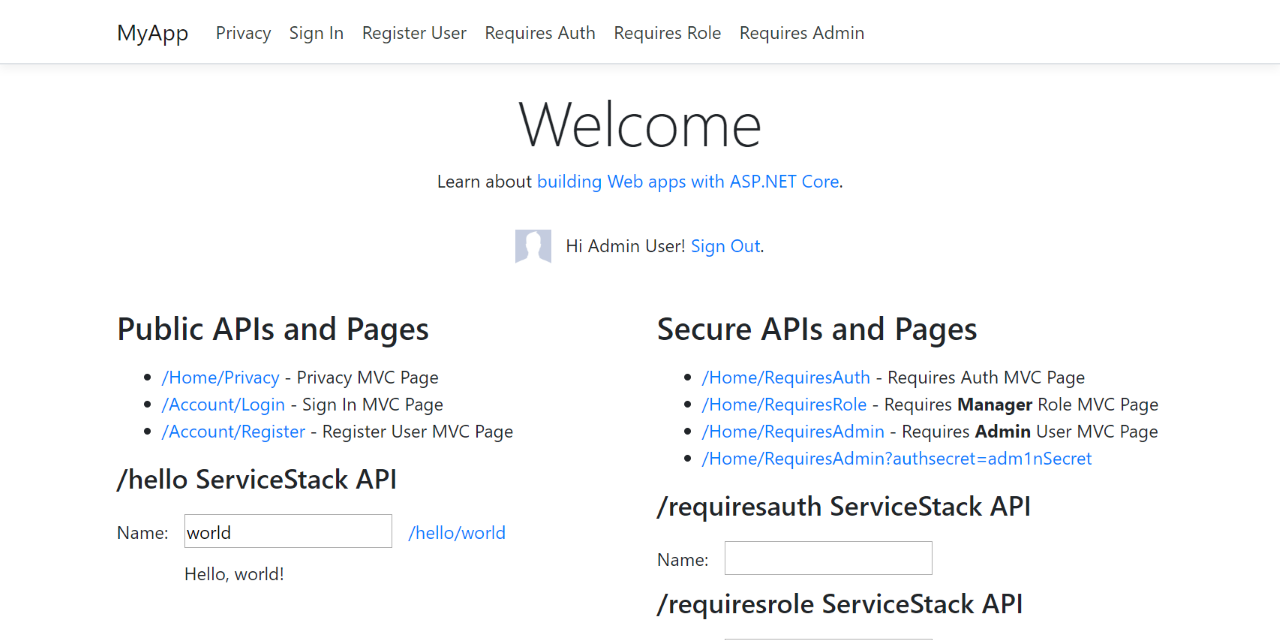 MyApp Privacy Sign In Register User Requires Auth Requires Role Requires Admin
Welcome
Learn about building Web apps with ASP.NET Core.
Hi Admin User! Sign Out.
Public APIs and Pages
/Home/Privacy - Privacy MVC Page
/Account/Login - Sign In MVC Page
/Account/Register - Register User MVC Page
/hello ServiceStack API
Name: world /hello/world
Hello, world!
Secure APIs and Pages
/Home/RequiresAuth - Requires Auth MVC Page
/Home/RequiresRole - Requires Manager Role MVC Page
/Home/RequiresAdmin - Requires Admin User MVC Page
/Home/RequiresAdmin?authsecret=adm1nSecret
/requiresauth ServiceStack API
Name:
/requiresrole ServiceStack API